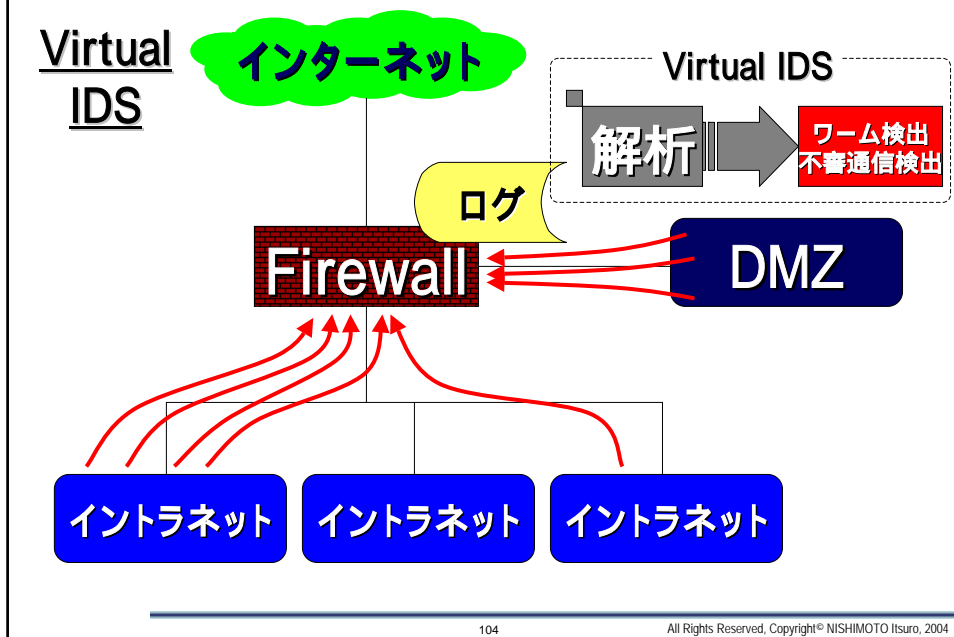 Virtual
IDS
インターネット
Virtual IDS
解析
ワーム検出
不審通信検出
ログ
Firewall
DMZ
イントラネット
イントラネット
イントラネット
104
All Rights Reserved, Copyright© NISHIMOTO Itsuro, 2004